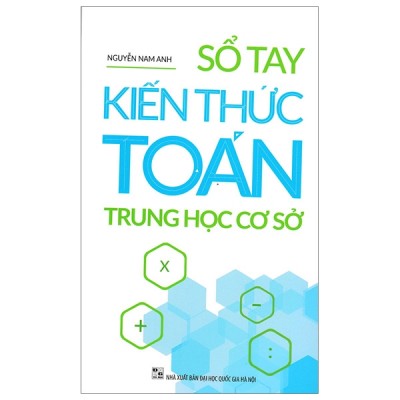 NGUYỄN NAM ANH
SỔ TAY
KIẾN THỨC
TOÁN
TRUNG HỌC CƠ SỞ
x
-
+
:
NHÀ XUẤT BẢN ĐẠI HỌC QUỐC GIA HÀ NỘI